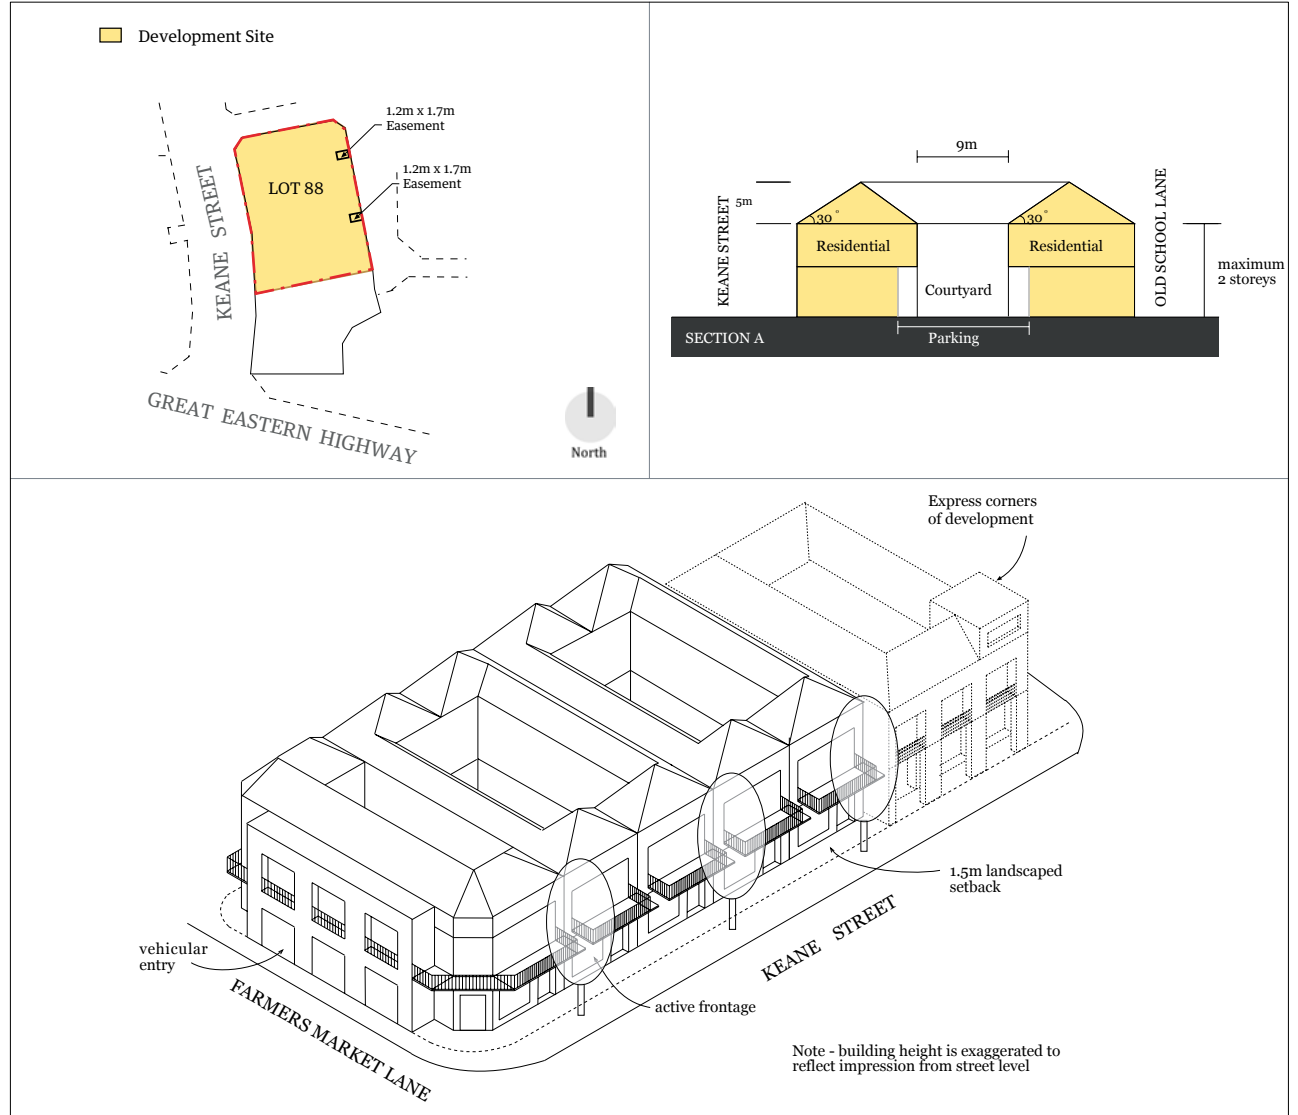 Development Site
1.2m x 1.7m
Easement
1.2m x 1.7m
Easement
LOT 88
KEANE STREET
GREAT EASTERN HIGHWAY
North
9m
5m
30°
30°
KEANE STREET
Residential
Residential
OLD SCHOOL LANE
maximum
2 storeys
Courtyard
SECTION A
Parking
Express corners
of development
1.5m landscaped
setback
KEANE STREET
vehicular
entry
FARMERS MARKET LANE
active frontage
Note - building height is exaggerated to
reflect impression from street level